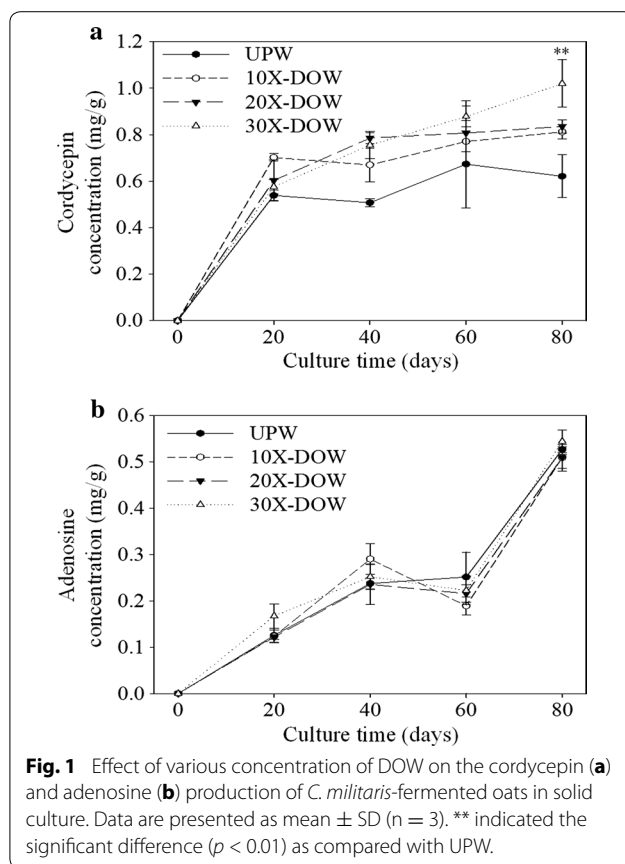 a
1.2
**
UPW
10X-DOW
20X-DOW
30X-DOW
1.0
0.8
0.6
0.4
0.2
0.0
Cordycepin
concentration (mg/g)
0 20 40 60 80
Culture time (days)
b
0.6
UPW
10X-DOW
20X-DOW
30X-DOW
0.5
0.4
0.3
0.2
0.1
0.0
Adenosine
concentration (mg/g)
0 20 40 60 80
Culture time (days)
Fig. 1 Effect of various concentration of DOW on the cordycepin (a)
and adenosine (b) production of C. militaris-fermented oats in solid
culture. Data are presented as mean ± SD (n = 3). ** indicated the
significant difference (p < 0.01) as compared with UPW.